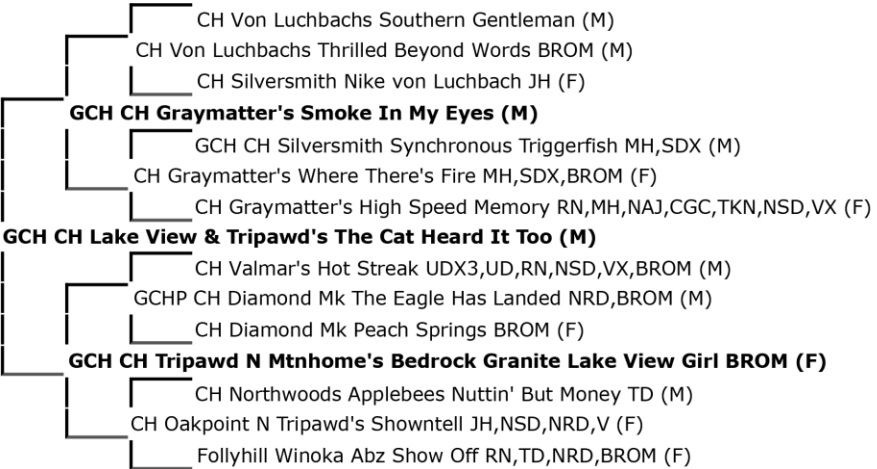 CH Von Luchbachs Southern Gentleman (M)
CH Von Luchbachs Thrilled Beyond Words BROM (M)
CH Silversmith Nike von Luchbach JH (F)
GCH CH Graymatter's Smoke In My Eyes (M)
GCH CH Silversmith Synchronous Triggerfish MH,SDX (M)
CH Graymatter's Where There's Fire MH,SDX,BROM (F)
CH Graymatter's High Speed Memory RN,MH,NAJ,CGC,TKN,NSD,VX (F)
GCH CH Lake View & Tripawd's The Cat Heard It Too (M)
CH Valmar's Hot Streak UDX3,UD,RN,NSD,VX,BROM (M)
GCHP CH Diamond Mk The Eagle Has Landed NRD,BROM (M)
CH Diamond Mk Peach Springs BROM (F)
GCH CH Tripawd N Mtnhome's Bedrock Granite Lake View Girl BROM (F)
CH Northwoods Applebees Nuttin' But Money TD (M)
CH Oakpoint N Tripawd's Showntell JH,NSD,NRD,V (F)
Follyhill Winoka Abz Show Off RN,TD,NRD,BROM (F)